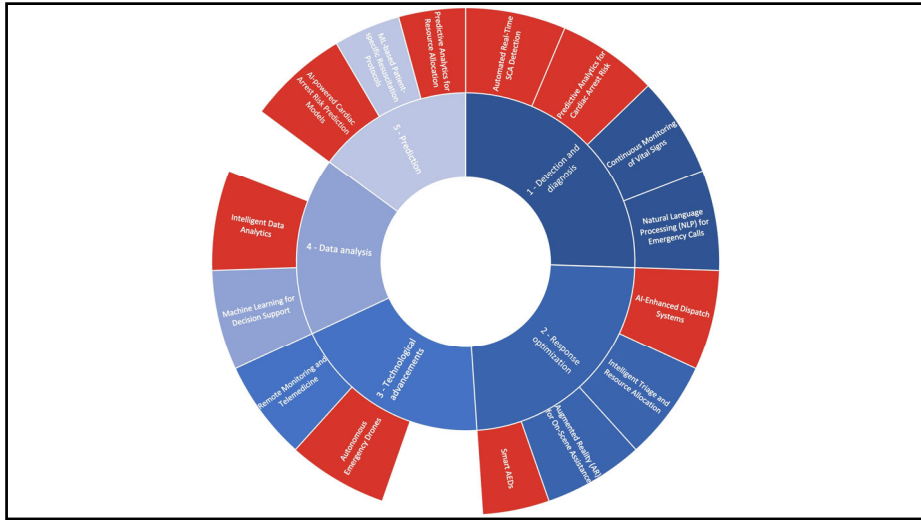 Predictive Analytics for
Resource Allocation
ML-based Patient-
specific Resuscitation
Protocols
AI-powered Cardiac
Arrest Risk Prediction
Models
5 - Prediction
Automated Real-Time
SCA Detection
Predictive Analytics for
Cardiac Arrest Risk
Continuous Monitoring
of Vital Signs
Natural Language
Processing (NLP) for
Emergency Calls
1 - Detection and
diagnosis
AI-Enhanced Dispatch
Systems
Intelligent Triage and
Resource Allocation
Augmented Reality (AR)
for On-Scene Assistance
Smart AEDs
2 - Response
optimization
3 - Technological
advancements
Autonomous
Emergency Drones
Remote Monitoring and
Telemedicine
Machine Learning for
Decision Support
Intelligent Data
Analytics
4 - Data analysis